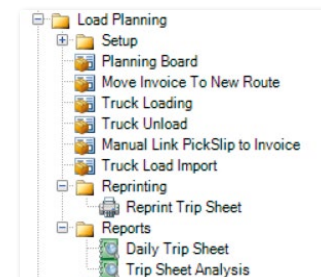 Load Planning
Setup
Planning Board
Move Invoice To New Route
Truck Loading
Truck Unload
Manual Link PickSlip to Invoice
Truck Load Import
Reprinting
Reprint Trip Sheet
Reports
Daily Trip Sheet
Trip Sheet Analysis